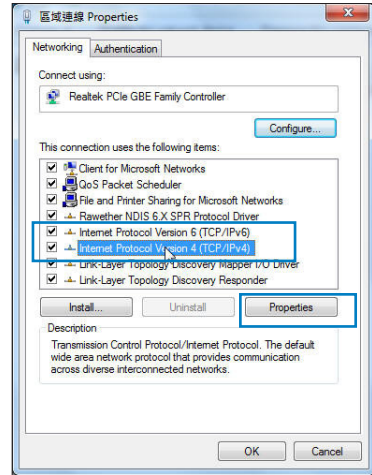 區域連線 Properties
Networking Authentication
Connect using:
Realtek PCIe GBE Family Controller
Configure...
This connection uses the following items:
Client for Microsoft Networks
QoS Packet Scheduler
File and Printer Sharing for Microsoft Networks
Rawether NDIS 6.X SPR Protocol Driver
Internet Protocol Version 6 (TCP/IPv6)
Internet Protocol Version 4 (TCP/IPv4)
Link-Layer Topology Discovery Mapper I/O Driver
Link-Layer Topology Discovery Responder
Install... Uninstall Properties
Description
Transmission Control Protocol/Internet Protocol. The default
wide area network protocol that provides communication
across diverse interconnected networks.
OK Cancel